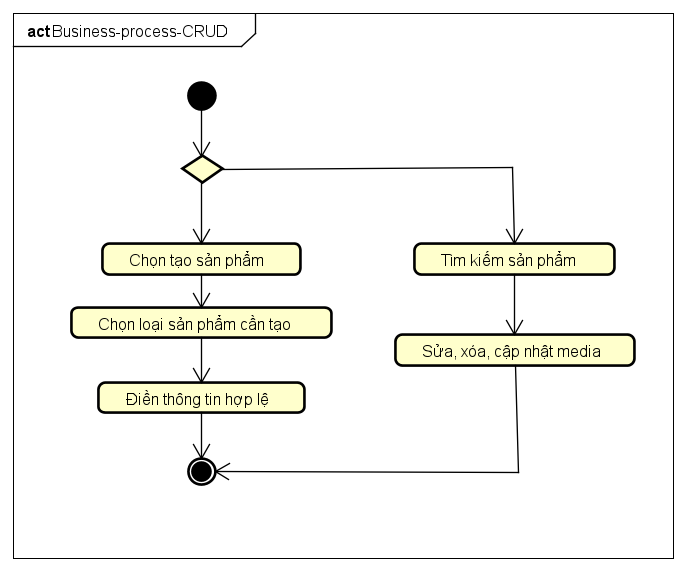 act Business-process-CRUD
Chọn tạo sản phẩm
Tìm kiếm sản phẩm
Chọn loại sản phẩm cần tạo
Sửa, xóa, cập nhật media
Điền thông tin hợp lệ